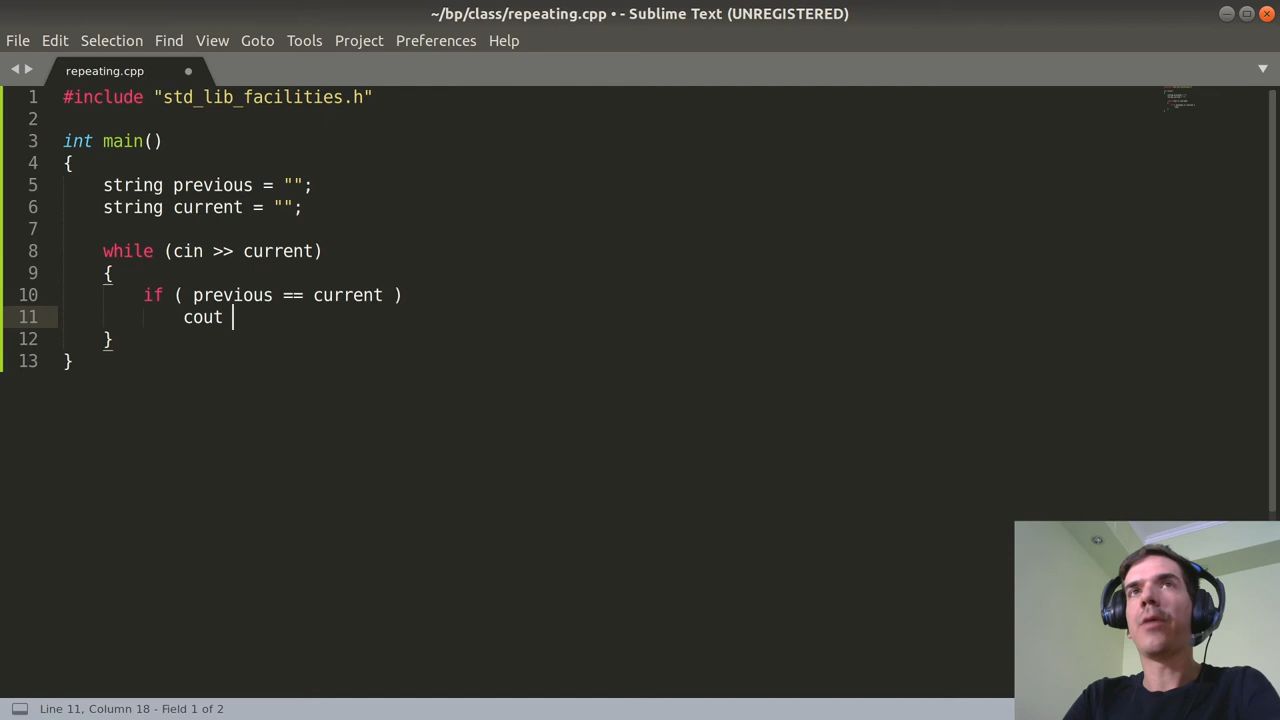 ~/bp/class/repeating.cpp • - Sublime Text (UNREGISTERED)
File Edit Selection Find View Goto Tools Project Preferences Help
repeating.cpp
1 #include "std_lib_facilities.h"
2
3 int main()
4 {
5 string previous = "";
6 string current = "";
7
8 while (cin >> current)
9 {
10 if ( previous == current )
11 cout
12 }
13 }
Line 11, Column 18 - Field 1 of 2